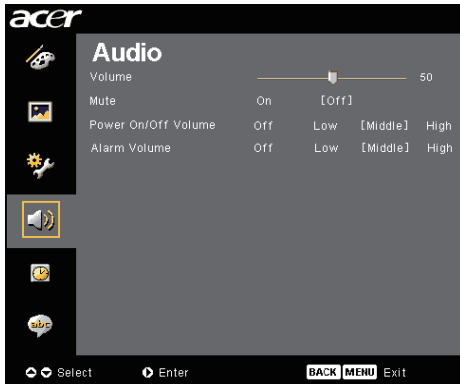 acer
Audio
Volume 50
Mute On [Off]
Power On/Off Volume Off Low [Middle] High
Alarm Volume Off Low [Middle] High
abc
Select Enter BACK MENU Exit